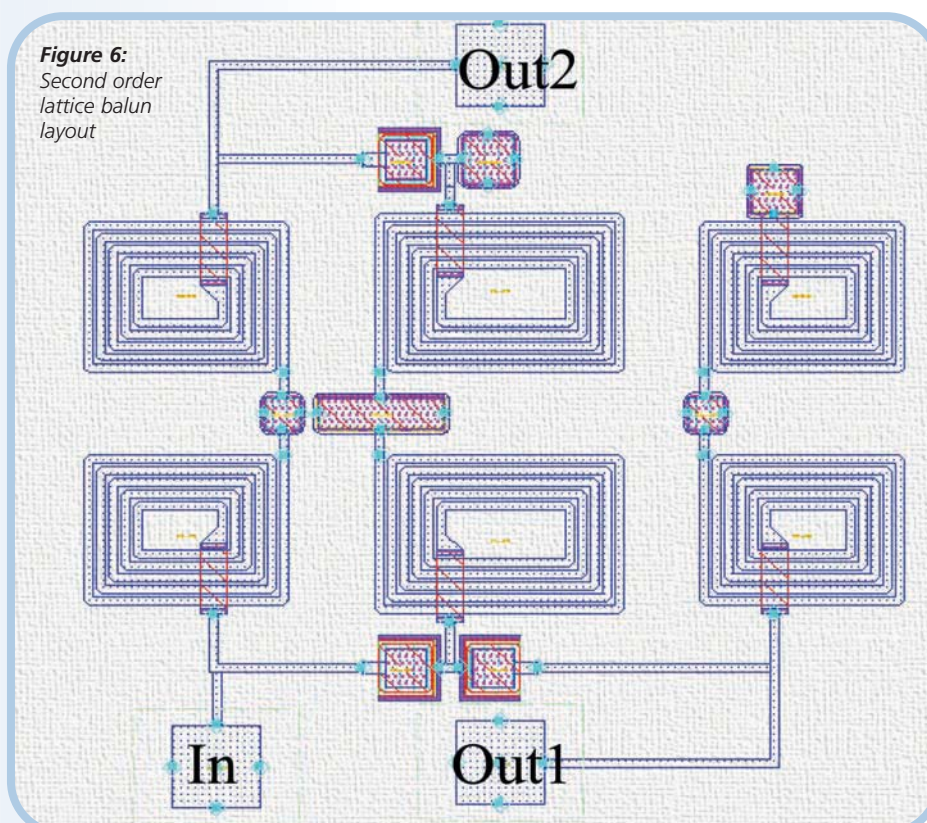 Figure 6:
Second order
lattice balun
layout
Out2
In
Out1